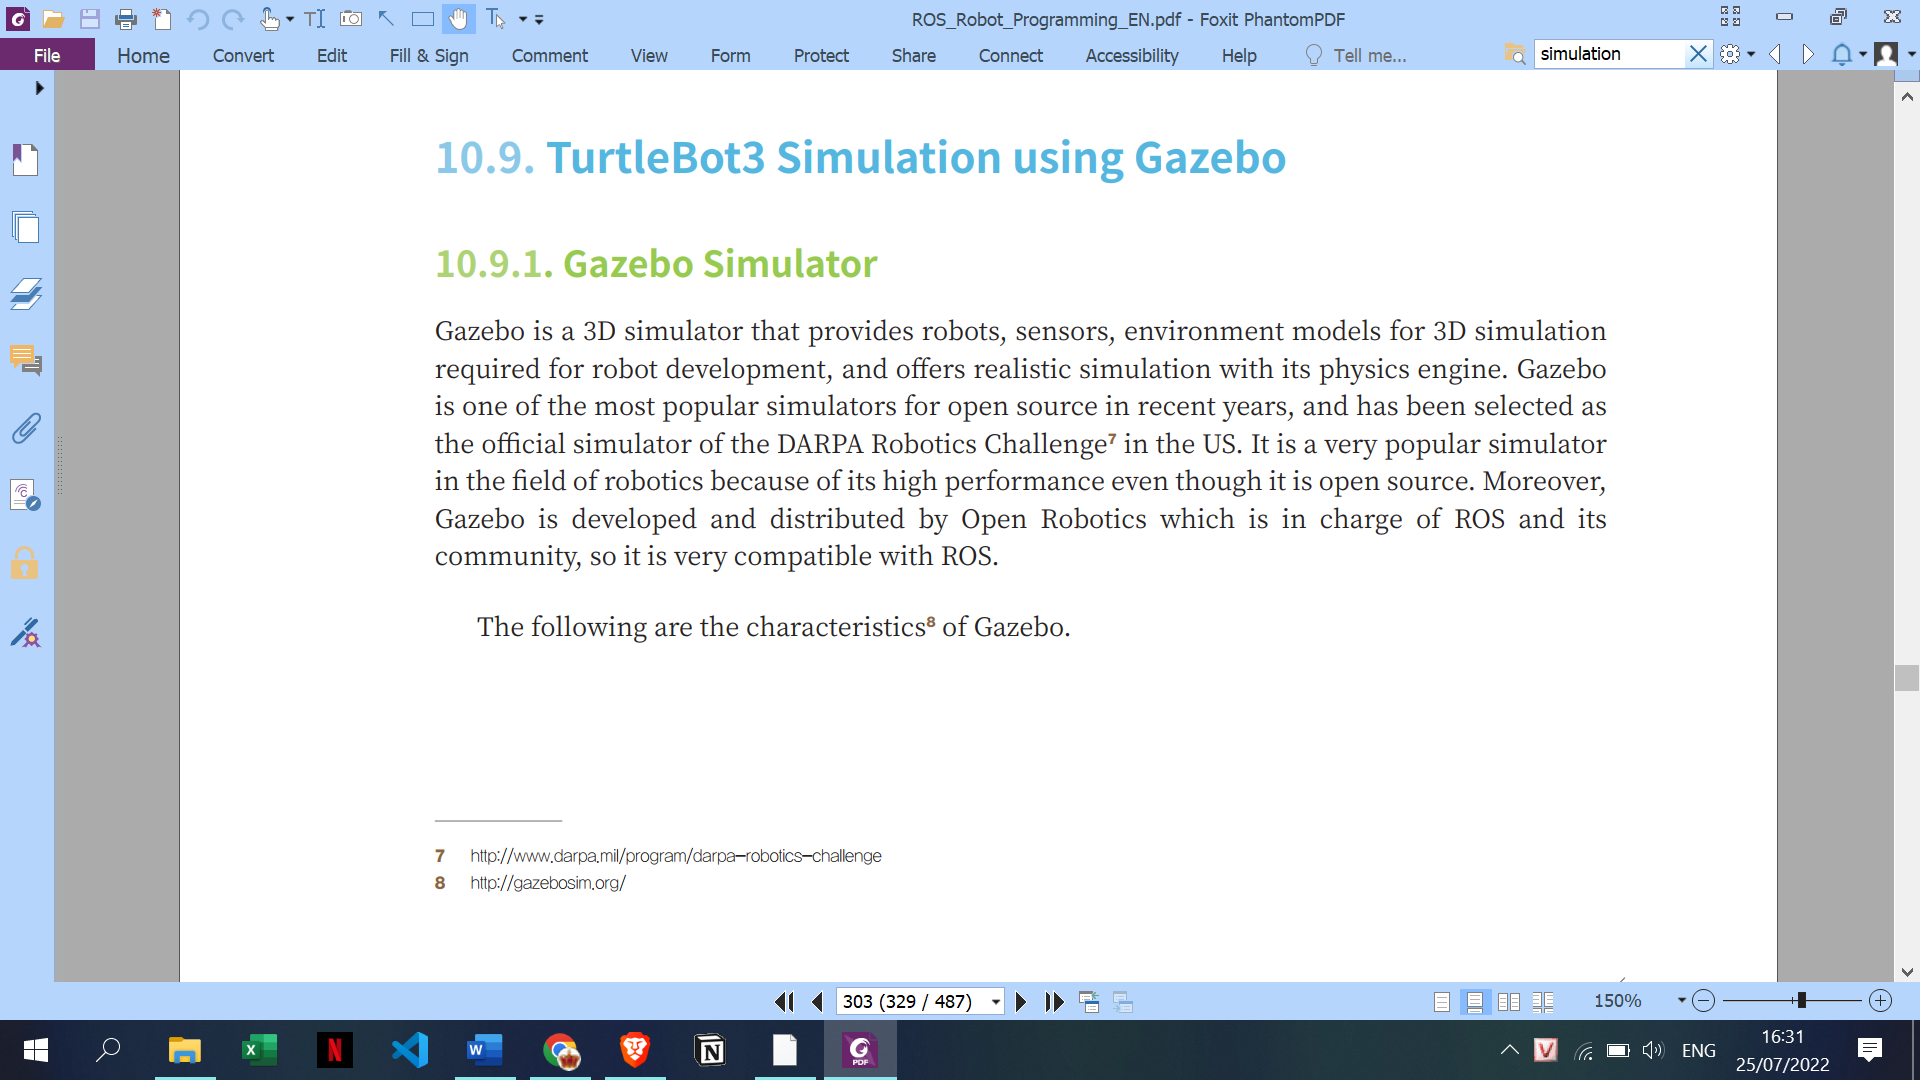 ROS_Robot_Programming_EN.pdf - Foxit PhantomPDF
File Home Convert Edit Fill & Sign Comment View Form Protect Share Connect Accessibility Help Tell me... simulation
10.9. TurtleBot3 Simulation using Gazebo
10.9.1. Gazebo Simulator
Gazebo is a 3D simulator that provides robots, sensors, environment models for 3D simulation
required for robot development, and offers realistic simulation with its physics engine. Gazebo
is one of the most popular simulators for open source in recent years, and has been selected as
the official simulator of the DARPA Robotics Challenge7 in the US. It is a very popular simulator
in the field of robotics because of its high performance even though it is open source. Moreover,
Gazebo is developed and distributed by Open Robotics which is in charge of ROS and its
community, so it is very compatible with ROS.
The following are the characteristics8 of Gazebo.
7 http://www.darpa.mil/program/darpa-robotics-challenge
8 http://gazebosim.org/
303 (329 / 487)
150%
ENG
16:31
25/07/2022